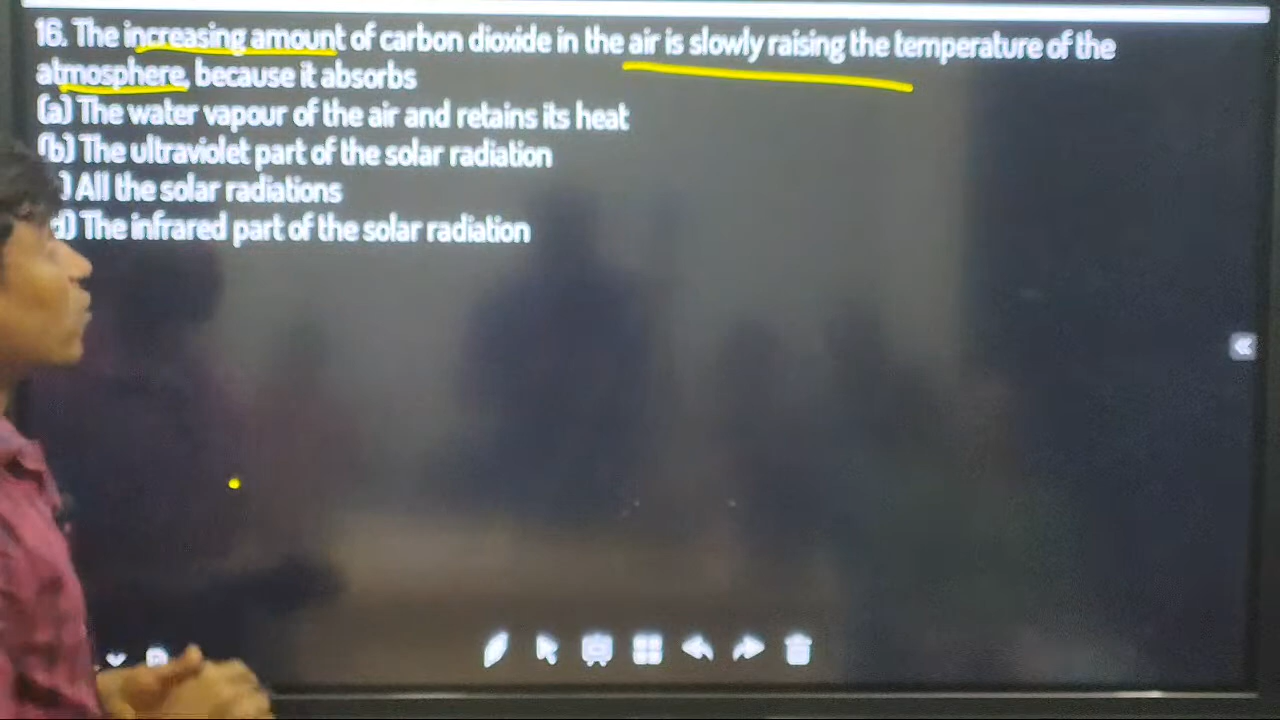 16. The increasing amount of carbon dioxide in the air is slowly raising the temperature of the
atmosphere, because it absorbs
(a) The water vapour of the air and retains its heat
(b) The ultraviolet part of the solar radiation
) All the solar radiations
d) The infrared part of the solar radiation